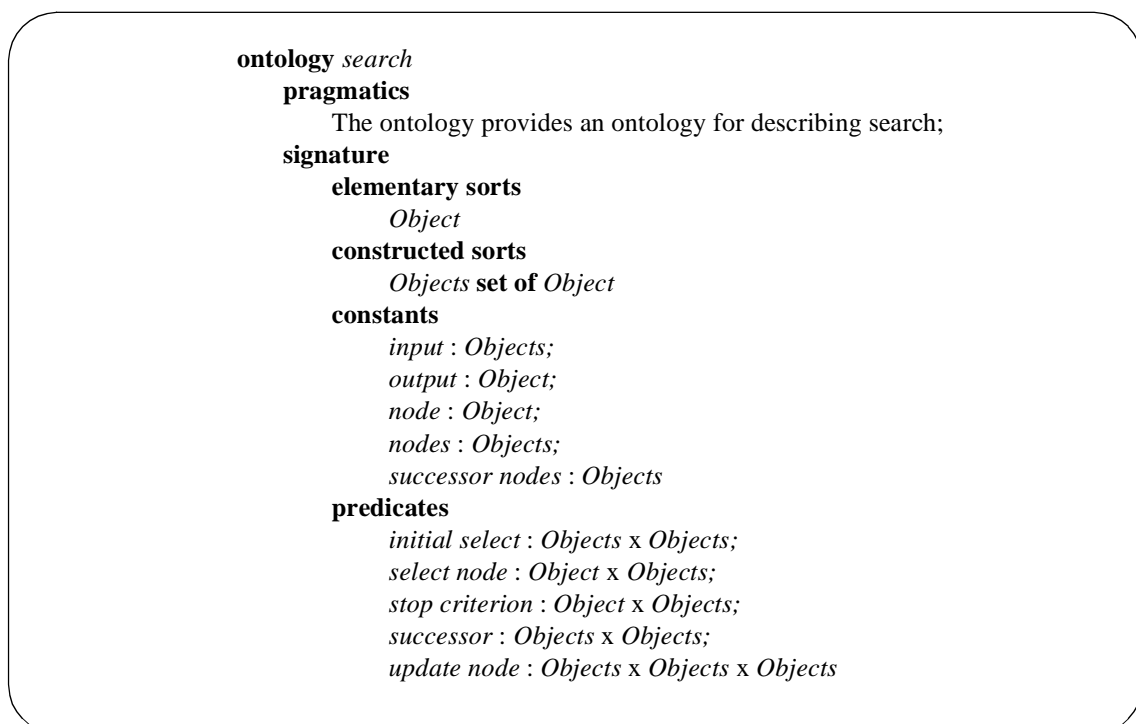 ontology search
pragmatics
The ontology provides an ontology for describing search;
signature
elementary sorts
Object
constructed sorts
Objects set of Object
constants
input : Objects;
output : Object;
node : Object;
nodes : Objects;
successor nodes : Objects
predicates
initial select : Objects x Objects;
select node : Object x Objects;
stop criterion : Object x Objects;
successor : Objects x Objects;
update node : Objects x Objects x Objects